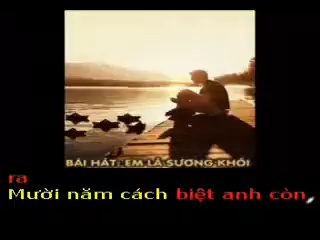 BÀI HÁT: EM LÀ SƯƠNG KHÓI
ra
Mười năm cách biệt anh còn,